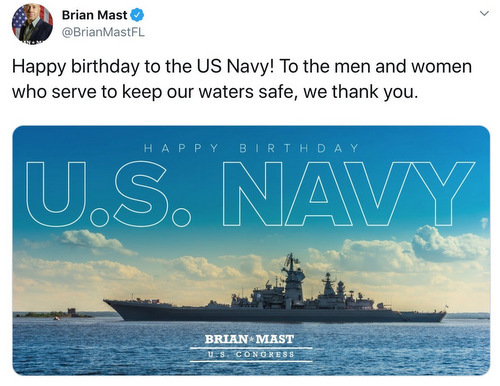 Brian Mast
@BrianMastFL
Happy birthday to the US Navy! To the men and women
who serve to keep our waters safe, we thank you.
HAPPY BIRTHDAY
U.S. NAVY
BRIAN★MAST
U.S. CONGRESS